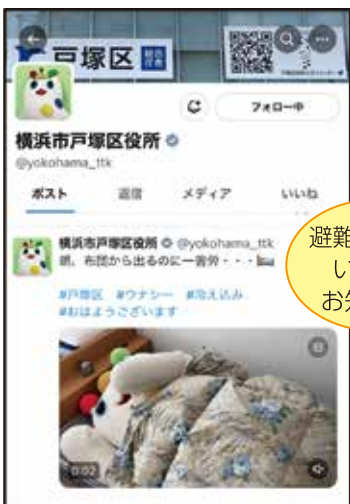 戸塚区
フォロー中
横浜市戸塚区役所
@yokohama_ttk
ポスト 返信 メディア いいね
横浜市戸塚区役所 @yokohama_ttk
朝、布団から出るのに一苦労・・・
#戸塚区 #ウナシー #冷え込み
#おはようございます
0:02
避難
い
お知